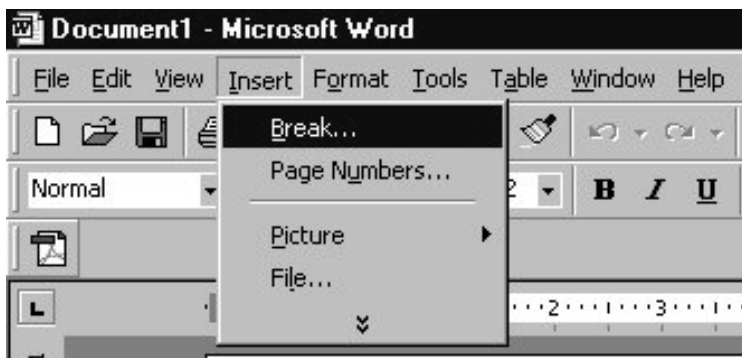 Document1 - Microsoft Word
File Edit View Insert Format Tools Table Window Help
Break...
Page Numbers...
Normal 2 B I U
Picture
File...
L 2 3